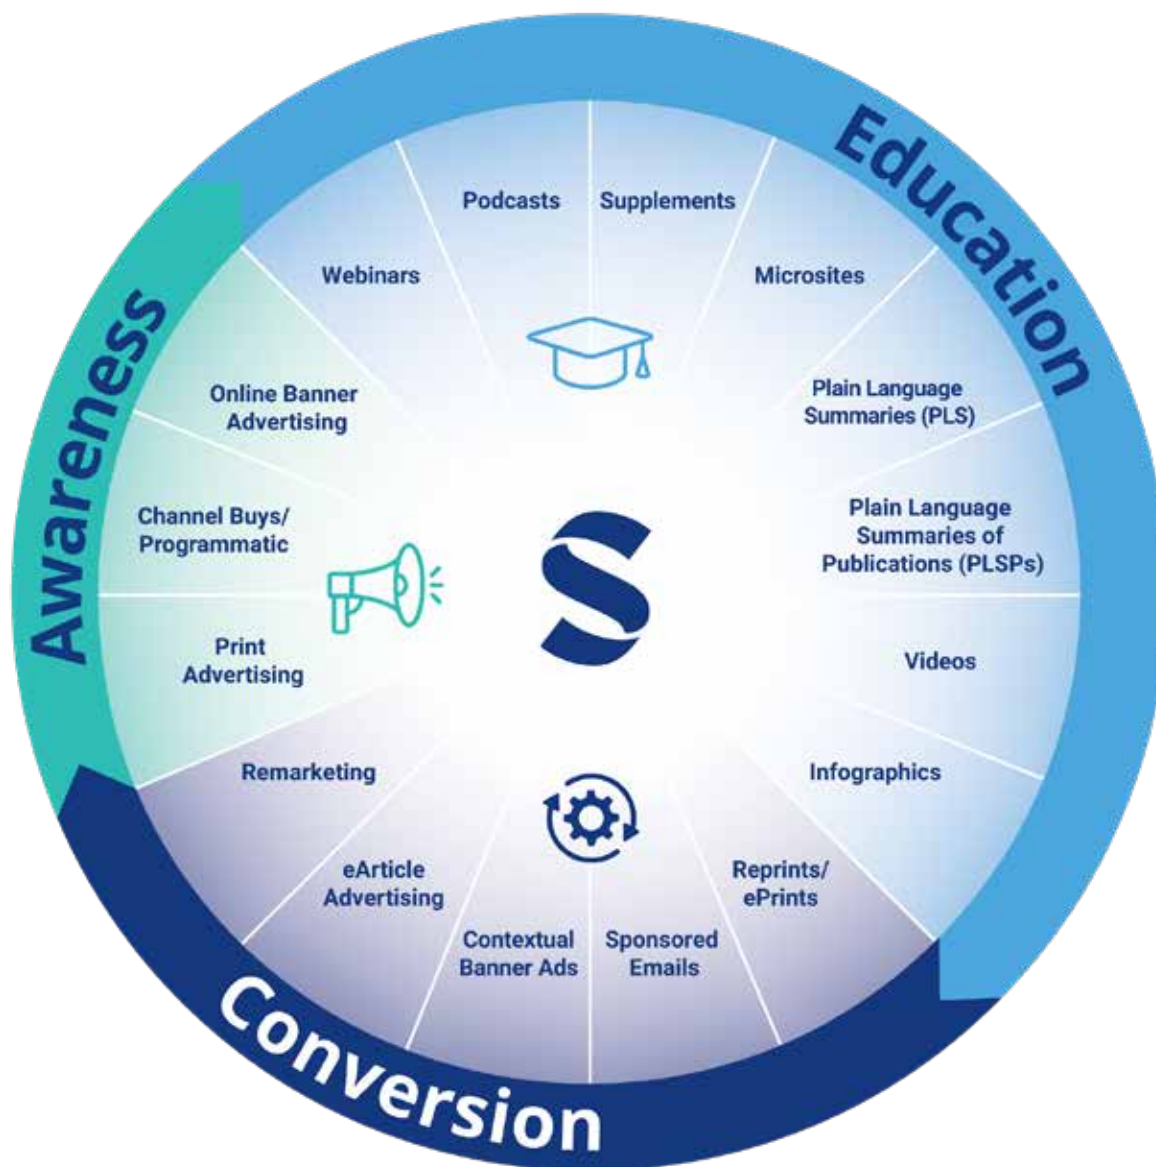 Education
Podcasts
Supplements
Webinars
Microsites
Awareness
Online Banner
Advertising
Plain Language
Summaries (PLS)
Channel Buys/
Programmatic
Plain Language
Summaries of
Publications (PLSPs)
Print
Advertising
Videos
Remarketing
Infographics
eArticle
Advertising
Reprints/
ePrints
Contextual
Banner Ads
Sponsored
Emails
Conversion
S